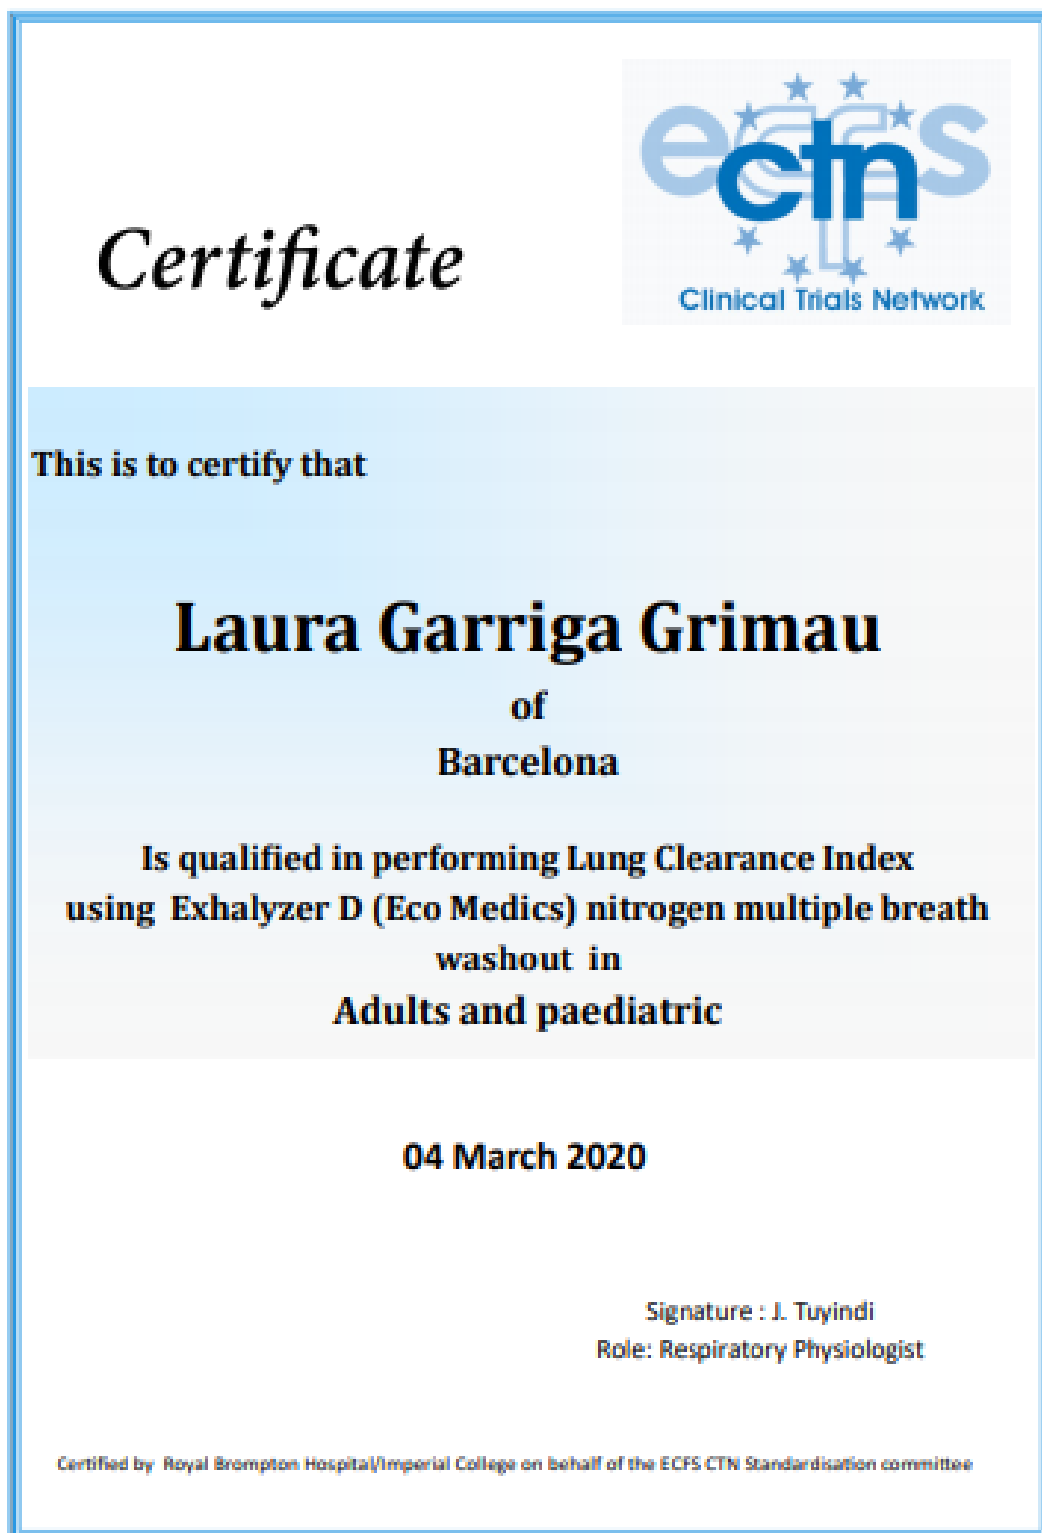 Certificate
ecfs
ctn
Clinical Trials Network
This is to certify that
Laura Garriga Grimau
of
Barcelona
Is qualified in performing Lung Clearance Index
using Exhalyzer D (Eco Medics) nitrogen multiple breath
washout in
Adults and paediatric
04 March 2020
Signature : J. Tuyindi
Role: Respiratory Physiologist
Certified by Royal Brompton Hospital/Imperial College on behalf of the ECFS CTN Standardisation committee